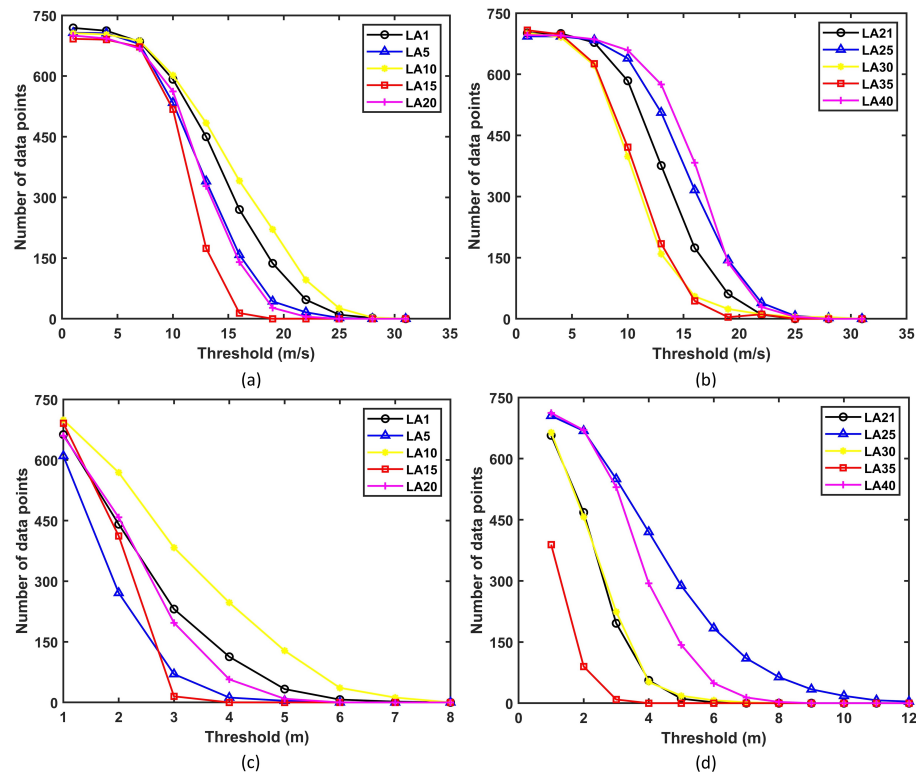 750
600
450
300
150
0
Number of data points
0 5 10 15 20 25 30 35
Threshold (m/s)
LA1
LA5
LA10
LA15
LA20
(a)
750
600
450
300
150
0
Number of data points
0 5 10 15 20 25 30 35
Threshold (m/s)
LA21
LA25
LA30
LA35
LA40
(b)
750
600
450
300
150
0
Number of data points
1 2 3 4 5 6 7 8
Threshold (m)
LA1
LA5
LA10
LA15
LA20
(c)
750
600
450
300
150
0
Number of data points
0 2 4 6 8 10 12
Threshold (m)
LA21
LA25
LA30
LA35
LA40
(d)